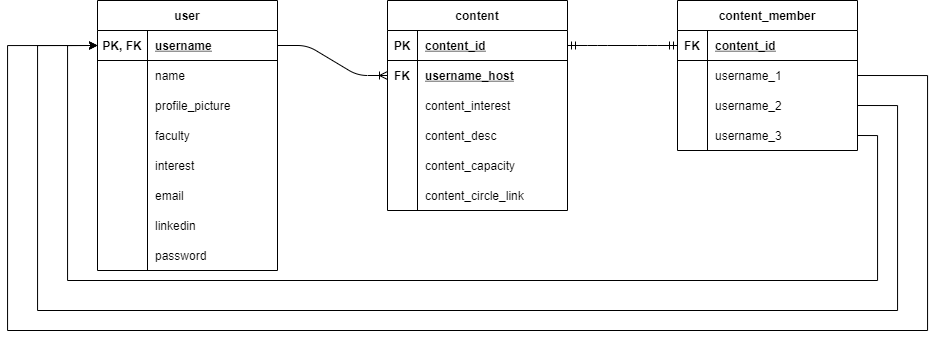 user
PK, FK username
name
profile_picture
faculty
interest
email
linkedin
password
content
PK content_id
FK username_host
content_interest
content_desc
content_capacity
content_circle_link
content_member
FK content_id
username_1
username_2
username_3